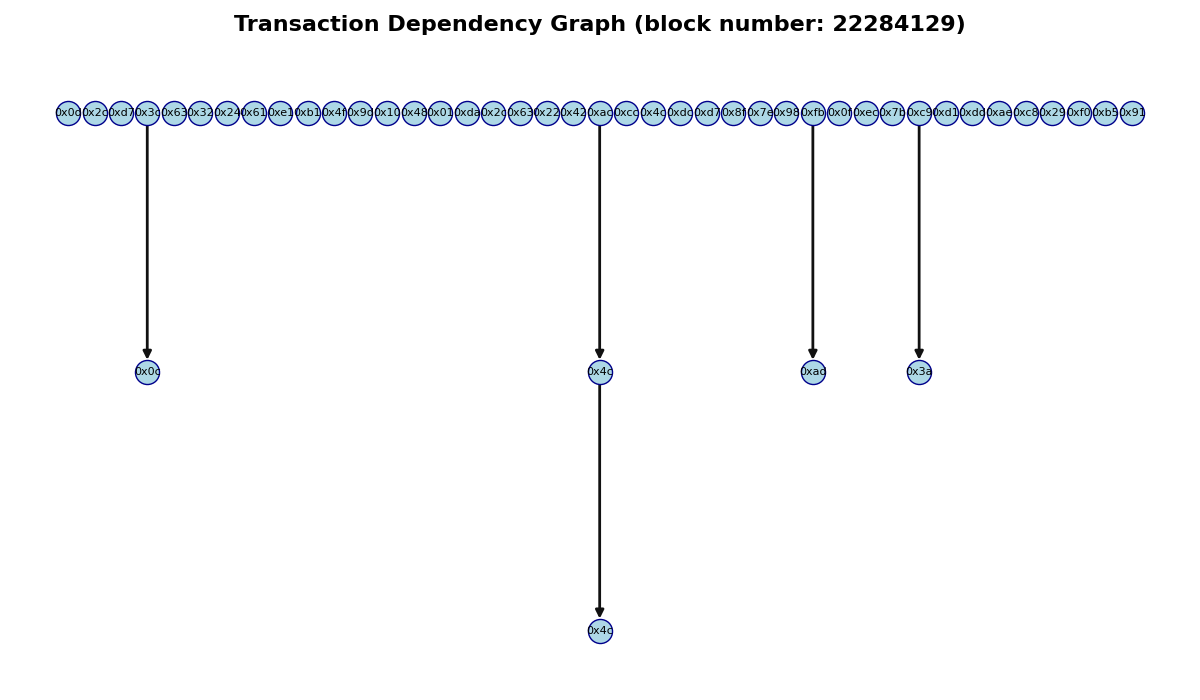 Transaction Dependency Graph (block number: 22284129)
0x0d 0x2c 0xd7 0x3c 0x63 0x32 0x24 0x61 0xe1 0xb1 0x4f 0x9d 0x10 0x48 0x01 0xda 0x2c 0x63 0x22 0x42 0xac 0xcc 0x4c 0xdc 0xd7 0x8f 0x7e 0x98 0xfb 0x0f 0xec 0x7b 0xc9 0xd1 0xdd 0xae 0xc8 0x29 0xf0 0xb5 0x91
0x0c 0x4c 0xad 0x3a
0x4c